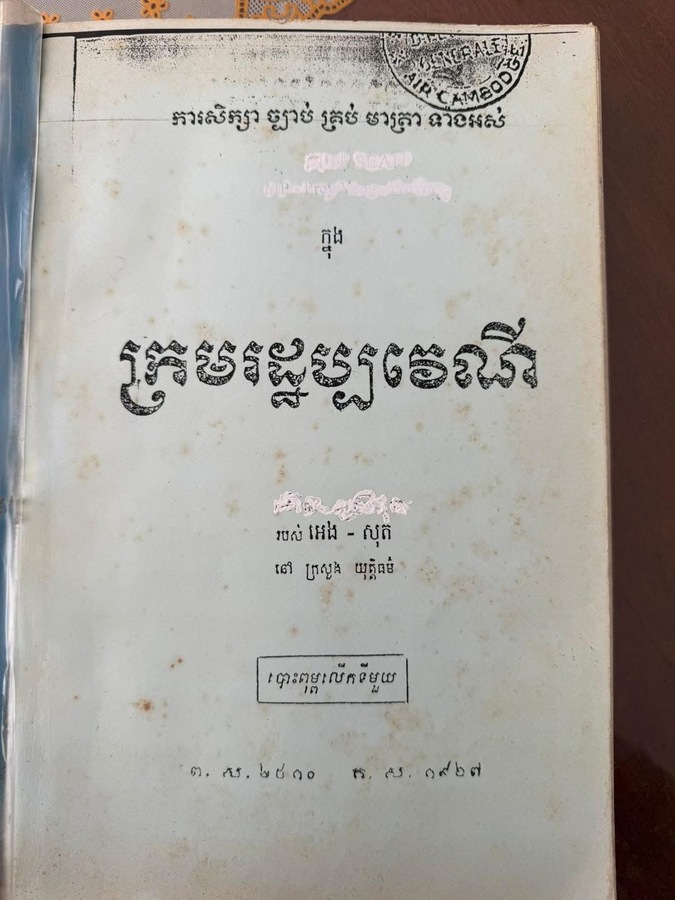 GENERALE
AIR CAMBODG
ការសិក្សា ច្បាប់ គ្រប់ មាត្រា ទាំងអស់
ក្នុង
ក្រមរដ្ឋប្បវេណី
របស់ អេង - សុត
នៅ ក្រសួង យុត្តិធម៌
បោះពុម្ពលើកទីមួយ
ព. ស. ២៥១០ គ. ស. ១៩៦៧